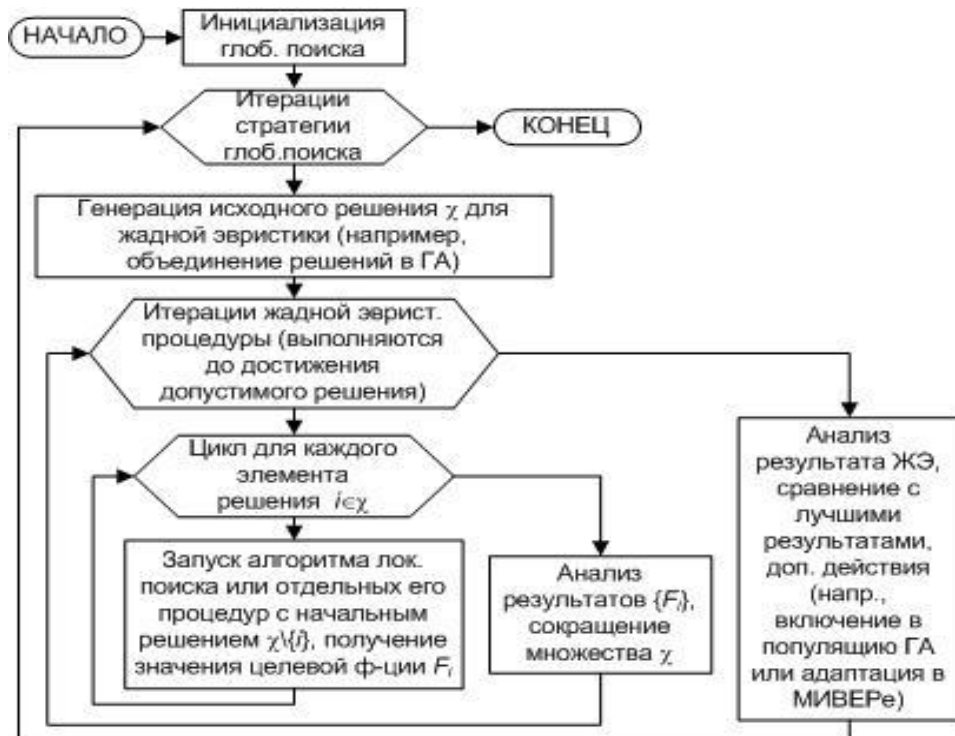 НАЧАЛО
Инициализация
глоб. поиска
Итерации
стратегии
глоб.поиска
КОНЕЦ
Генерация исходного решения χ для
жадной эвристики (например,
объединение решений в ГА)
Итерации жадной эврист.
процедуры (выполняются
до достижения
допустимого решения)
Цикл для каждого
элемента
решения i∈χ
Запуск алгоритма лок.
поиска или отдельных его
процедур с начальным
решением χ\{i}, получение
значения целевой ф-ции Fi
Анализ
результатов {Fi},
сокращение
множества χ
Анализ
результата ЖЭ,
сравнение с
лучшими
результатами,
доп. действия
(напр.,
включение в
популящию ГА
или адаптация в
МИВЕРе)